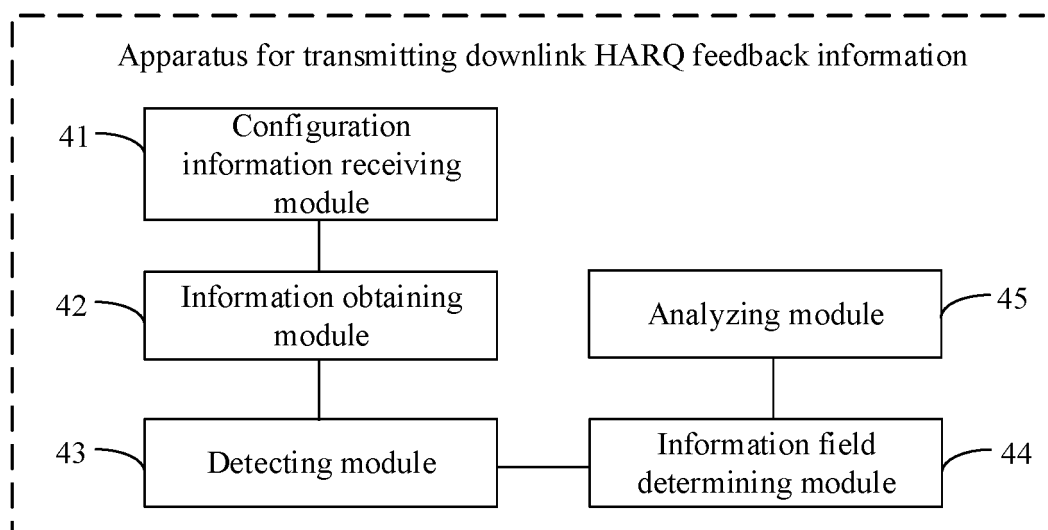 Apparatus for transmitting downlink HARQ feedback information
41
Configuration
information receiving
module
42
Information obtaining
module
Analyzing module
45
43
Detecting module
Information field
determining module
44